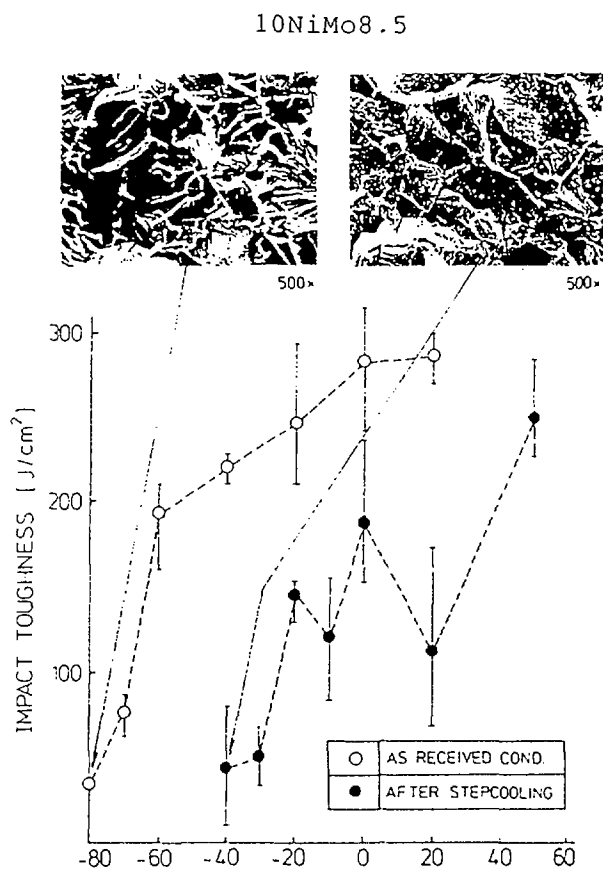 10NiMo8.5
500×
500×
300
200
100
IMPACT TOUGHNESS [J/cm²]
○ AS RECEIVED COND.
● AFTER STEPCOOLING
-80 -60 -40 -20 0 20 40 60